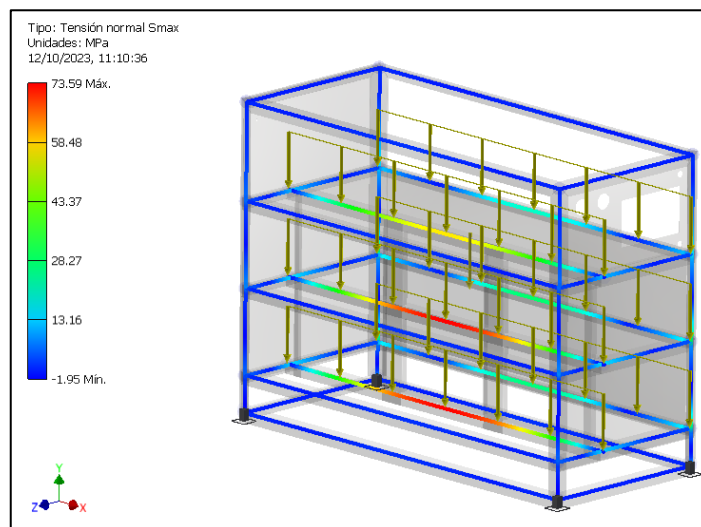 Tipo: Tensión normal Smax
Unidades: MPa
12/10/2023, 11:10:36
73.59 Máx.
58.48
43.37
28.27
13.16
-1.95 Mín.
Y
Z
X